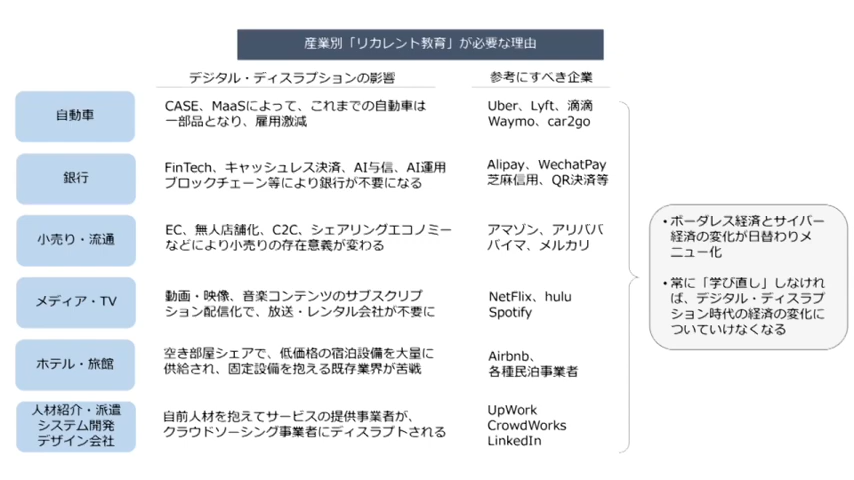 産業別「リカレント教育」が必要な理由
デジタル・ディスラプションの影響
参考にすべき企業
自動車
CASE、MaaSによって、これまでの自動車は
一部品となり、雇用激減
Uber、Lyft、滴滴
Waymo、car2go
銀行
FinTech、キャッシュレス決済、AI与信、AI運用
ブロックチェーン等により銀行が不要になる
Alipay、WechatPay
芝麻信用、QR決済等
小売り・流通
EC、無人店舗化、C2C、シェアリングエコノミー
などにより小売りの存在意義が変わる
アマゾン、アリババ
バイマ、メルカリ
メディア・TV
動画・映像、音楽コンテンツのサブスクリプ
ション配信化で、放送・レンタル会社が不要に
NetFlix、hulu
Spotify
ホテル・旅館
空き部屋シェアで、低価格の宿泊設備を大量に
供給され、固定設備を抱える既存業界が苦戦
Airbnb、
各種民泊事業者
人材紹介・派遣
システム開発
デザイン会社
自前人材を抱えてサービスの提供事業者が、
クラウドソーシング事業者にディスラプトされる
UpWork
CrowdWorks
LinkedIn
・ボーダレス経済とサイバー
経済の変化が日替わりメ
ニュー化
・常に「学び直し」しなけれ
ば、デジタル・ディスラプ
ション時代の経済の変化に
ついていけなくなる